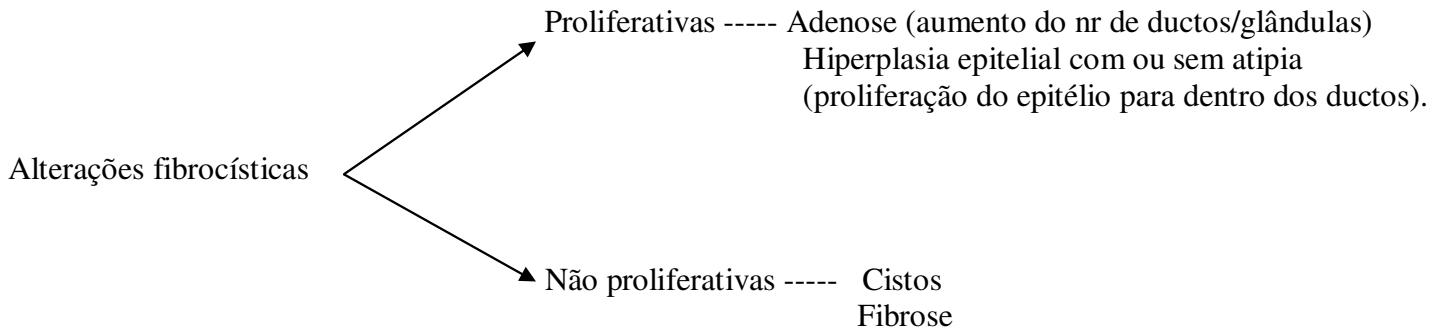 Proliferativas ----- Adenose (aumento do nr de ductos/glândulas)
Hiperplasia epitelial com ou sem atipia
(proliferação do epitélio para dentro dos ductos).
Alterações fibrocísticas
Não proliferativas ----- Cistos
Fibrose